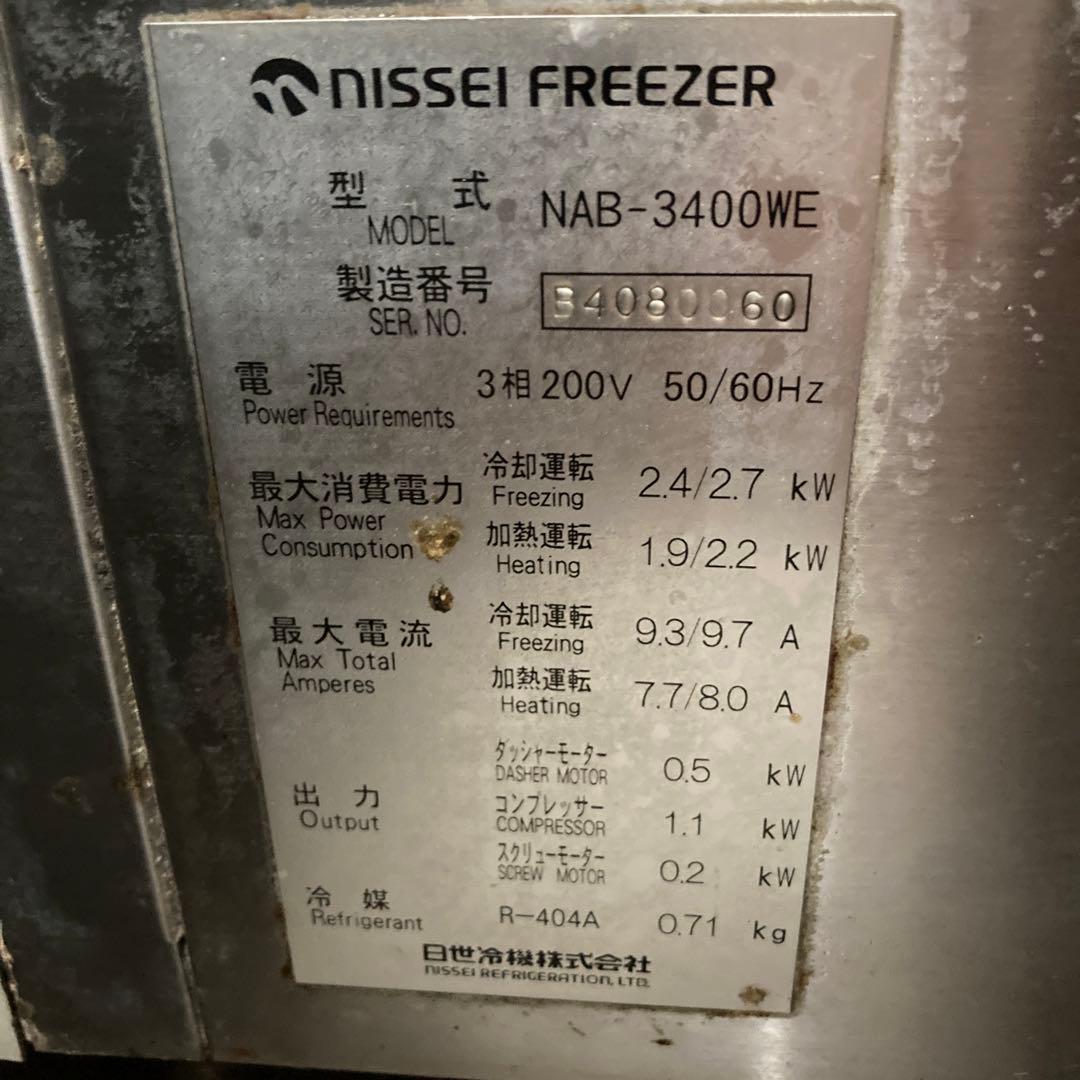 NISSEI FREEZER
型 式 NAB-3400WE
MODEL
製造番号 B4080060
SER. NO.
電 源 3相 200V 50/60Hz
Power Requirements
最大消費電力 冷却運転 2.4/2.7 kW
Max Power Freezing
Consumption 加熱運転 1.9/2.2 kW
Heating
最大電流 冷却運転 9.3/9.7 A
Max Total Freezing
Amperes 加熱運転 7.7/8.0 A
Heating
ダッシャーモーター 0.5 kW
DASHER MOTOR
出 力 コンプレッサー 1.1 kW
Output COMPRESSOR
スクリューモーター 0.2 kW
SCREW MOTOR
冷 媒 R-404A 0.71 kg
Refrigerant
日世冷機株式会社
NISSEI REFRIGERATION, LTD.